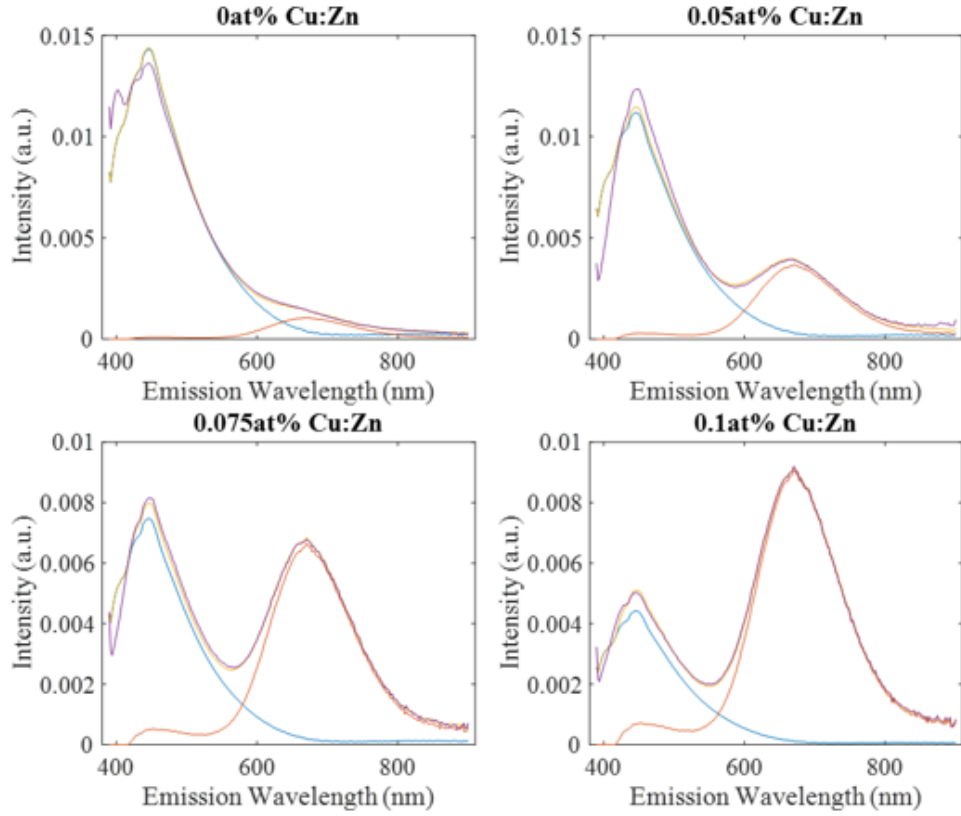 0at% Cu:Zn
0.015
0.01
0.005
0
400 600 800
Intensity (a.u.)
Emission Wavelength (nm)
0.05at% Cu:Zn
0.015
0.01
0.005
0
400 600 800
Intensity (a.u.)
Emission Wavelength (nm)
0.075at% Cu:Zn
0.01
0.008
0.006
0.004
0.002
0
400 600 800
Intensity (a.u.)
Emission Wavelength (nm)
0.1at% Cu:Zn
0.01
0.008
0.006
0.004
0.002
0
400 600 800
Intensity (a.u.)
Emission Wavelength (nm)